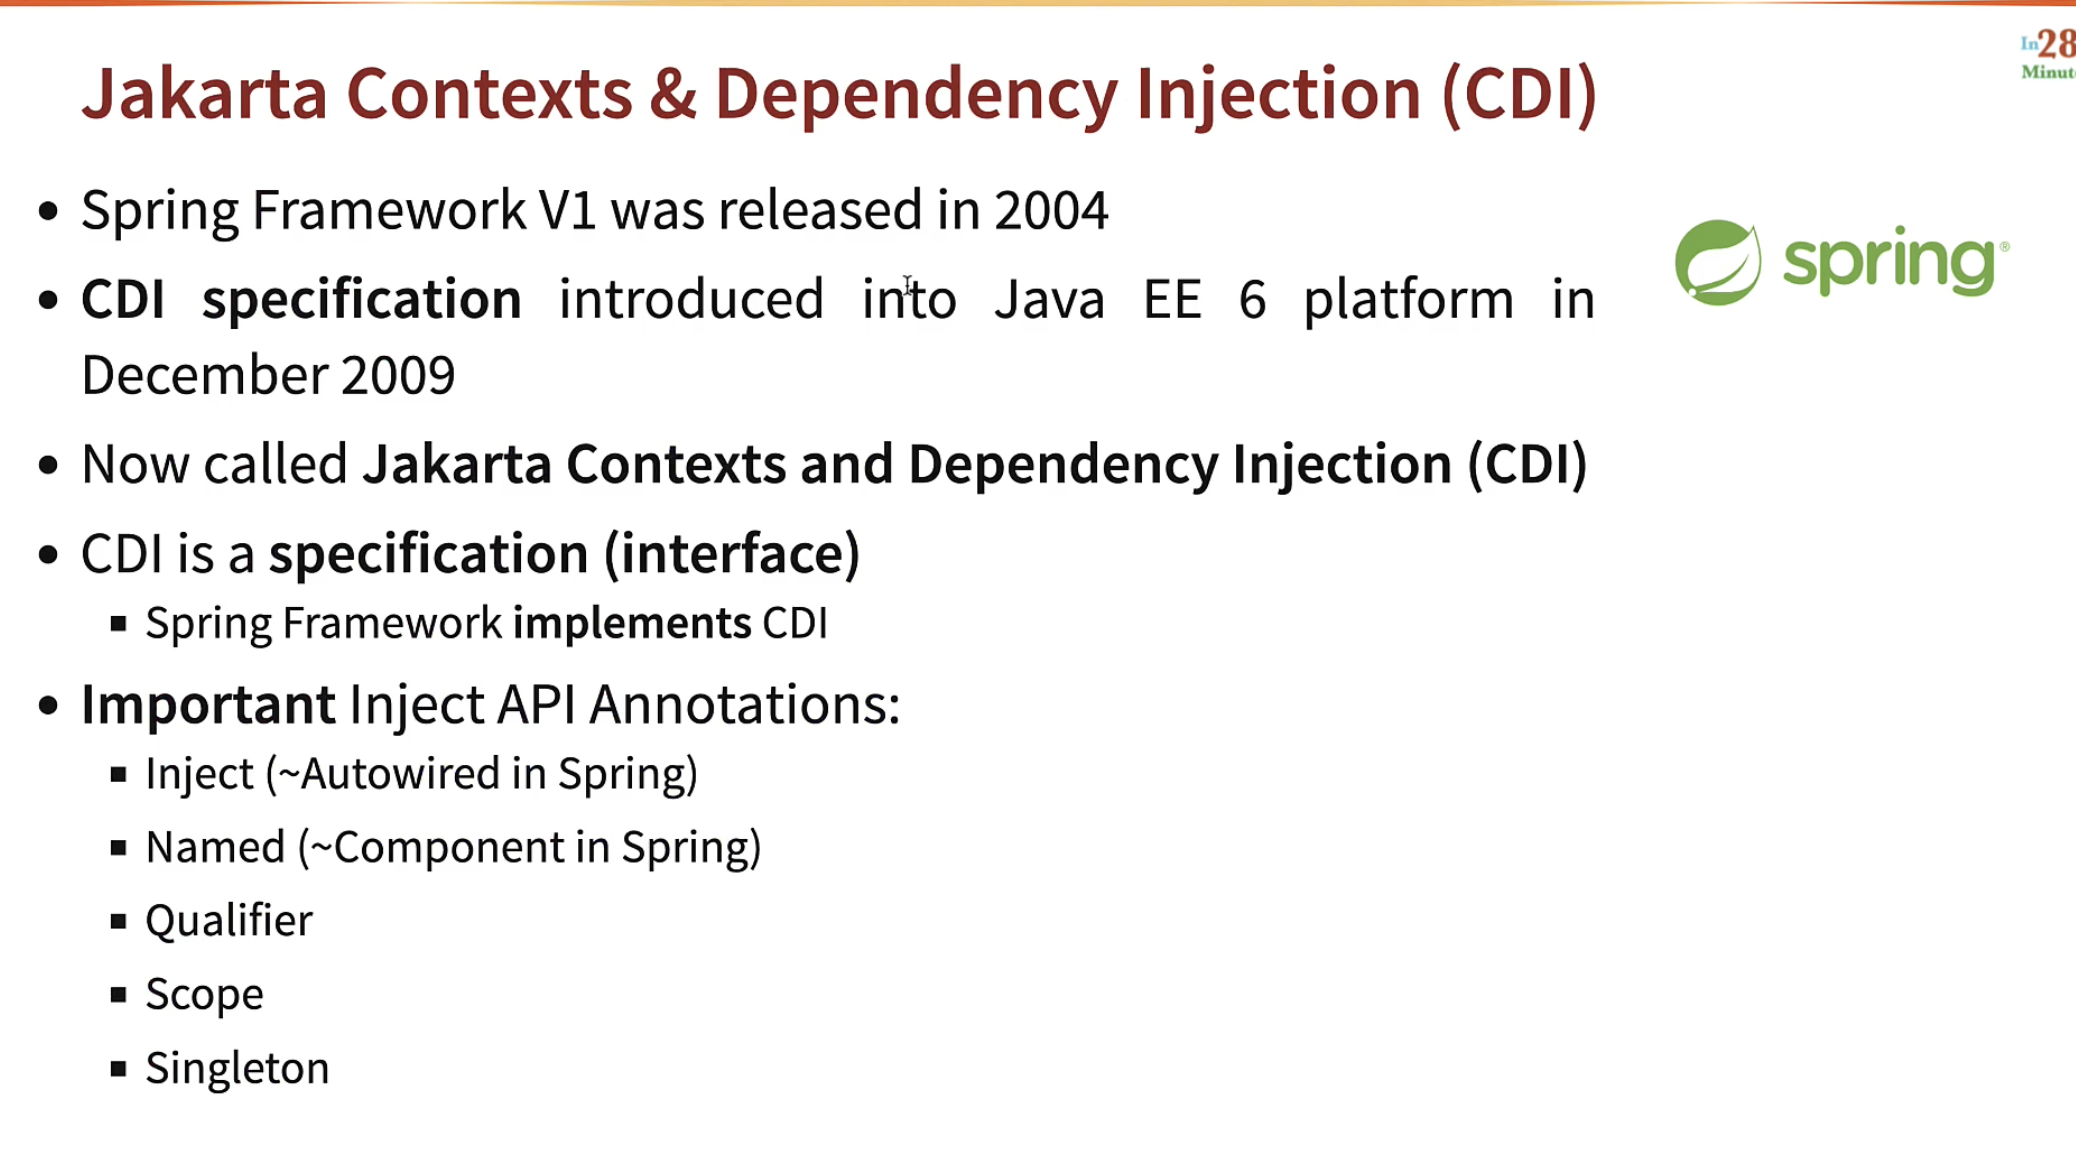 In28
Minut
Jakarta Contexts & Dependency Injection (CDI)
• Spring Framework V1 was released in 2004
• CDI specification introduced into Java EE 6 platform in
December 2009
• Now called Jakarta Contexts and Dependency Injection (CDI)
• CDI is a specification (interface)
▪ Spring Framework implements CDI
• Important Inject API Annotations:
▪ Inject (~Autowired in Spring)
▪ Named (~Component in Spring)
▪ Qualifier
▪ Scope
▪ Singleton
spring®